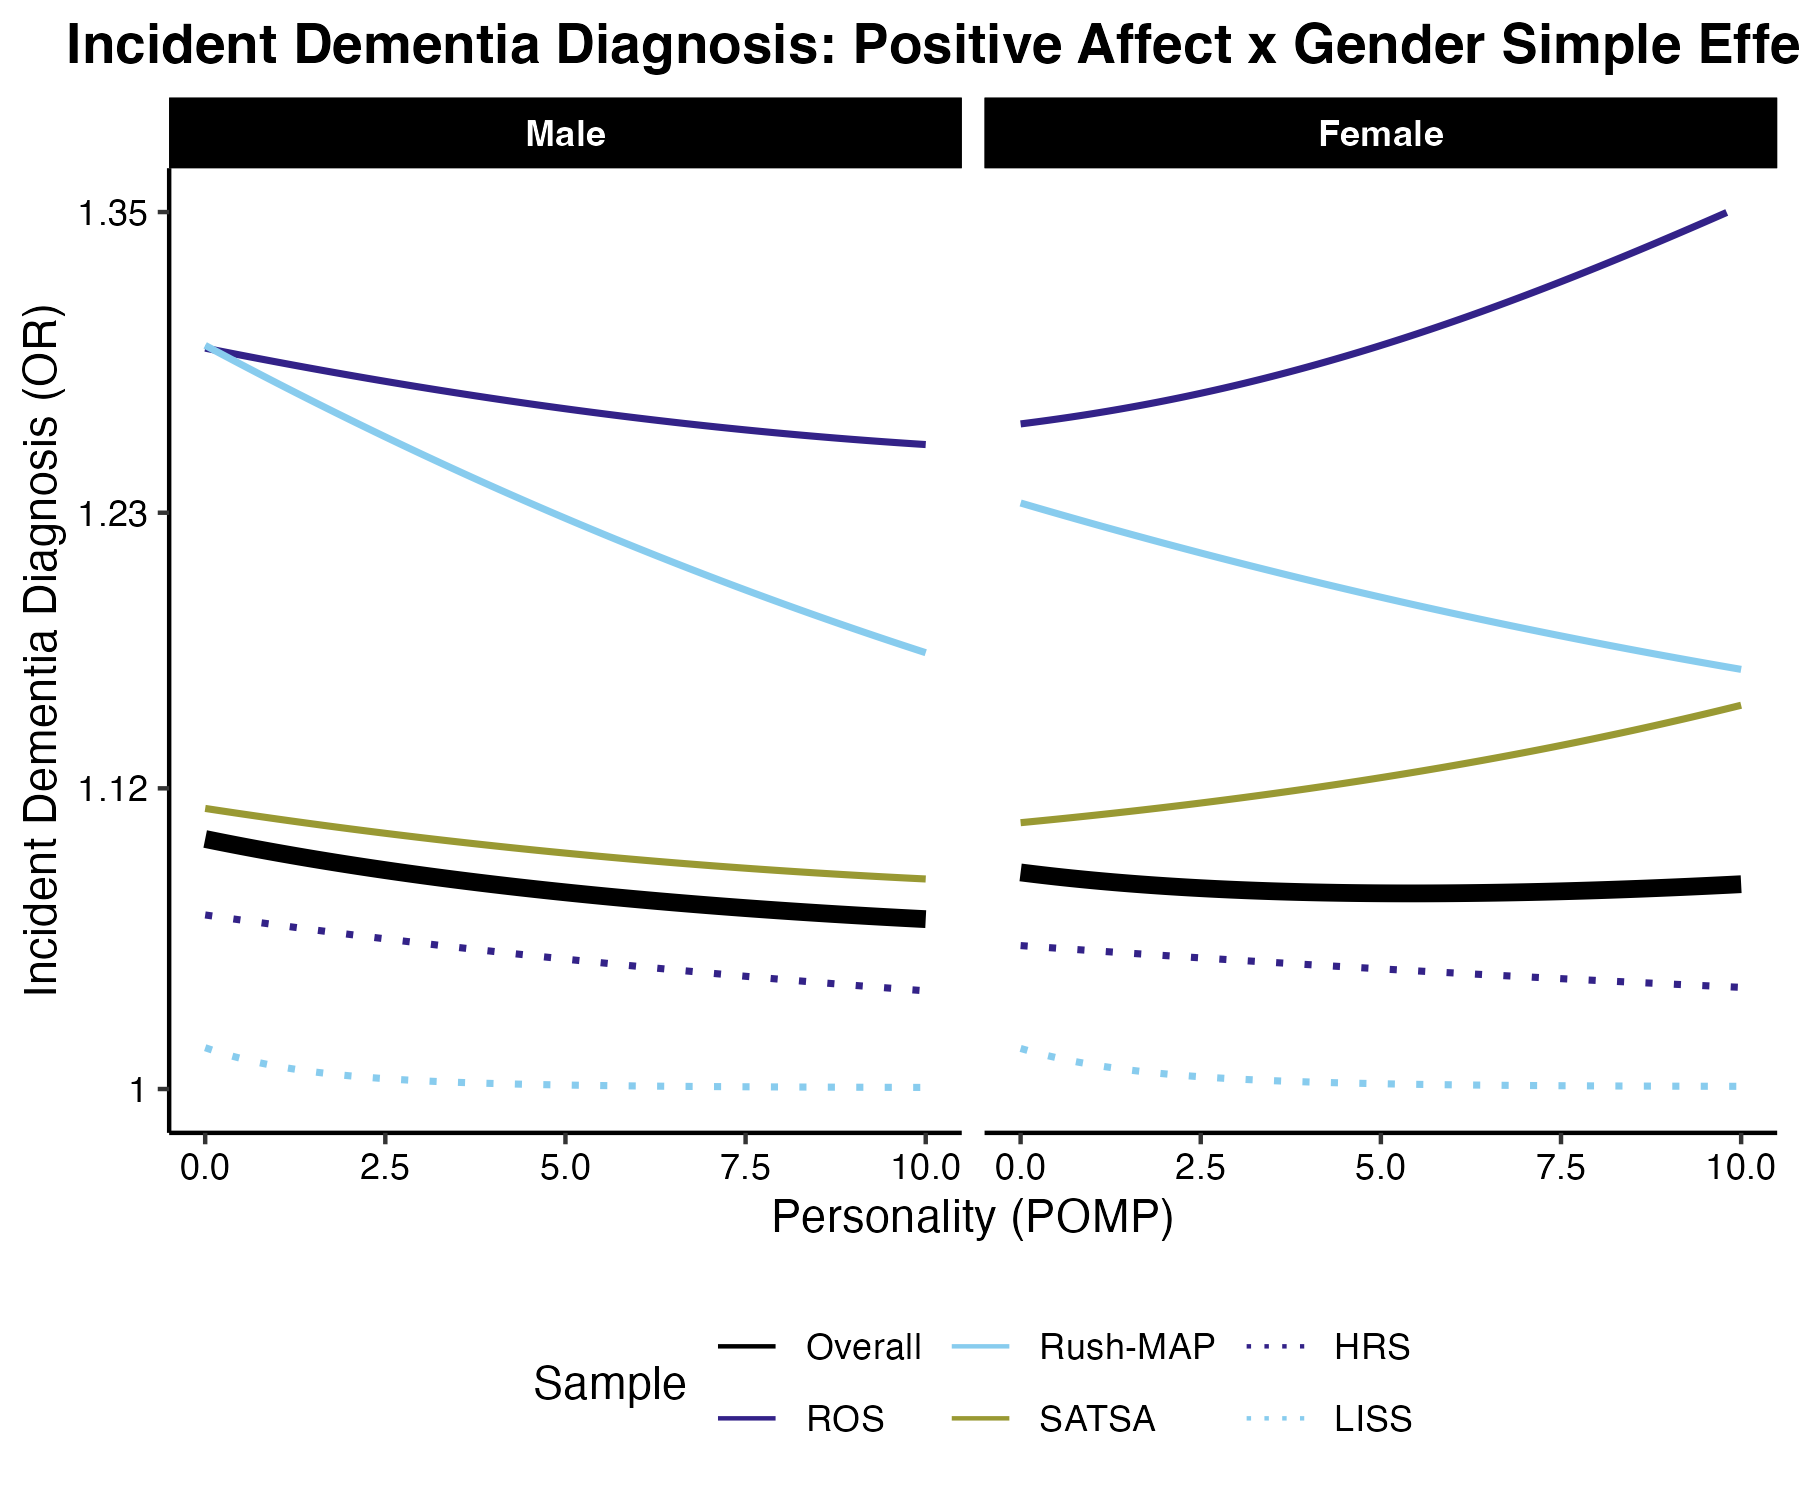 Incident Dementia Diagnosis: Positive Affect x Gender Simple Effe
Male
Female
Incident Dementia Diagnosis (OR)
1.35
1.23
1.12
1
0.0 2.5 5.0 7.5 10.0
0.0 2.5 5.0 7.5 10.0
Personality (POMP)
Sample
Overall Rush-MAP HRS
ROS SATSA LISS